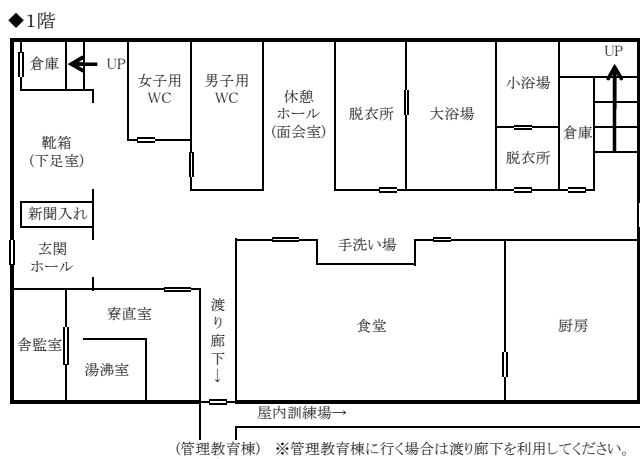 ◆1階
倉庫
UP
女子用
WC
男子用
WC
休憩
ホール
(面会室)
脱衣所
大浴場
小浴場
脱衣所
倉庫
UP
靴箱
(下足室)
新聞入れ
玄関
ホール
手洗い場
舎監室
寮直室
湯沸室
渡り廊下→
食堂
厨房
屋内訓練場→
(管理教育棟) ※管理教育棟に行く場合は渡り廊下を利用してください。